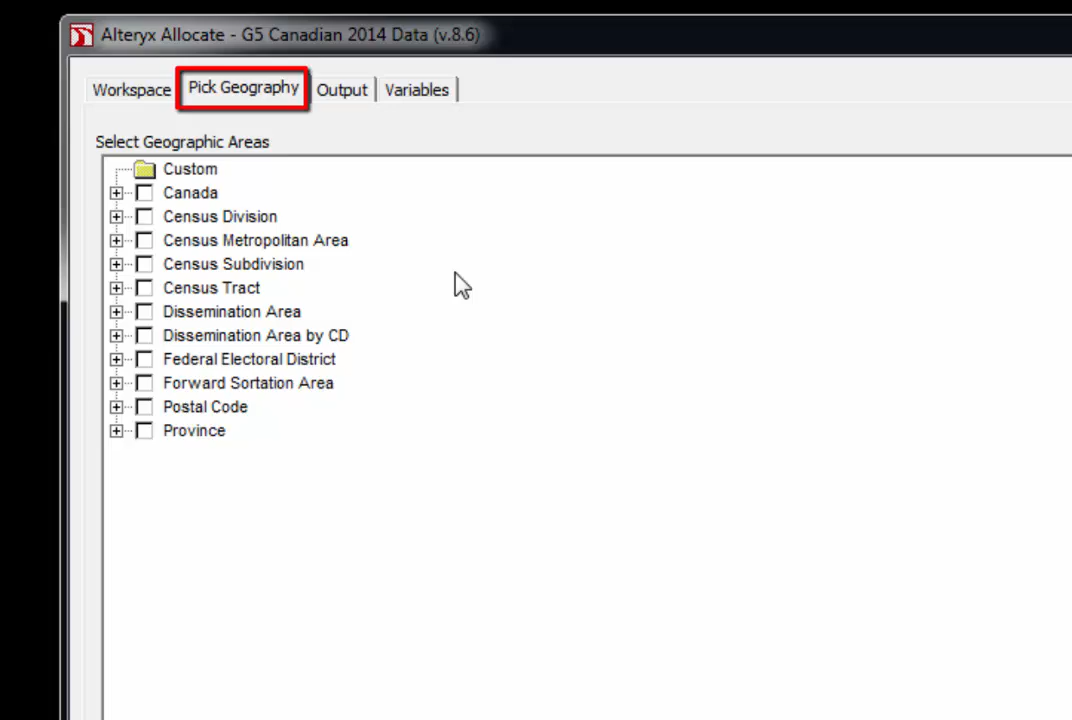 Alteryx Allocate - G5 Canadian 2014 Data (v.8.6)
Workspace Pick Geography Output Variables
Select Geographic Areas
Custom
Canada
Census Division
Census Metropolitan Area
Census Subdivision
Census Tract
Dissemination Area
Dissemination Area by CD
Federal Electoral District
Forward Sortation Area
Postal Code
Province